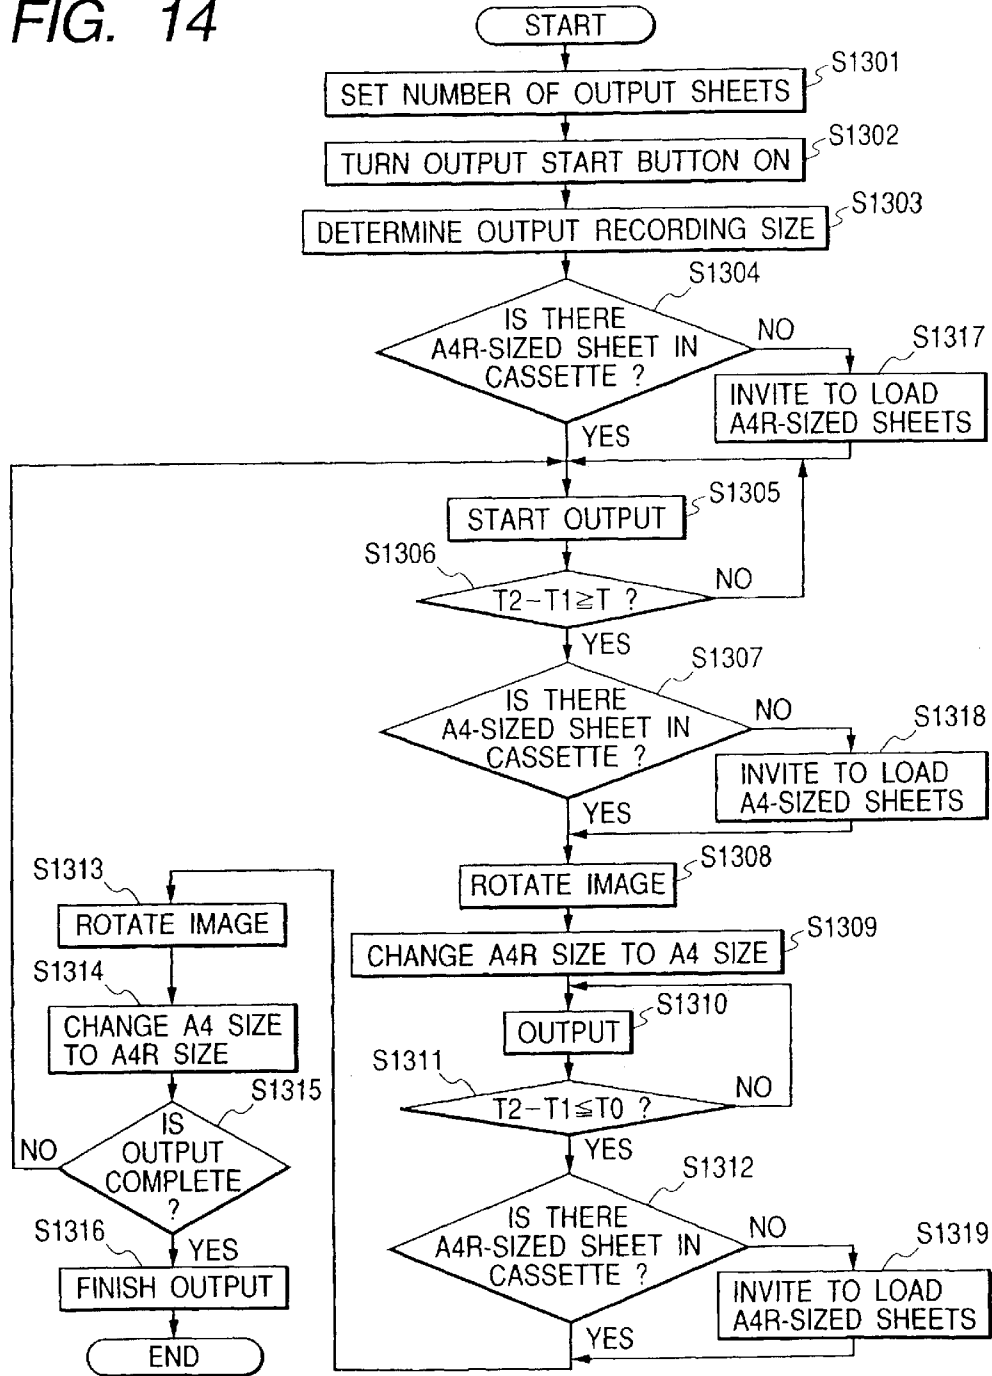 FIG. 14
START
S1301
SET NUMBER OF OUTPUT SHEETS
S1302
TURN OUTPUT START BUTTON ON
S1303
DETERMINE OUTPUT RECORDING SIZE
S1304
IS THERE
A4R-SIZED SHEET IN
CASSETTE ?
NO
S1317
INVITE TO LOAD
A4R-SIZED SHEETS
YES
S1305
START OUTPUT
S1306
T2-T1≧T ?
NO
YES
S1307
IS THERE
A4-SIZED SHEET IN
CASSETTE ?
NO
S1318
INVITE TO LOAD
A4-SIZED SHEETS
YES
S1308
ROTATE IMAGE
S1309
CHANGE A4R SIZE TO A4 SIZE
S1310
OUTPUT
S1311
T2-T1≦T0 ?
NO
YES
S1312
IS THERE
A4R-SIZED SHEET IN
CASSETTE ?
NO
S1319
INVITE TO LOAD
A4R-SIZED SHEETS
YES
S1313
ROTATE IMAGE
S1314
CHANGE A4 SIZE
TO A4R SIZE
S1315
IS
OUTPUT
COMPLETE
?
NO
YES
S1316
FINISH OUTPUT
END